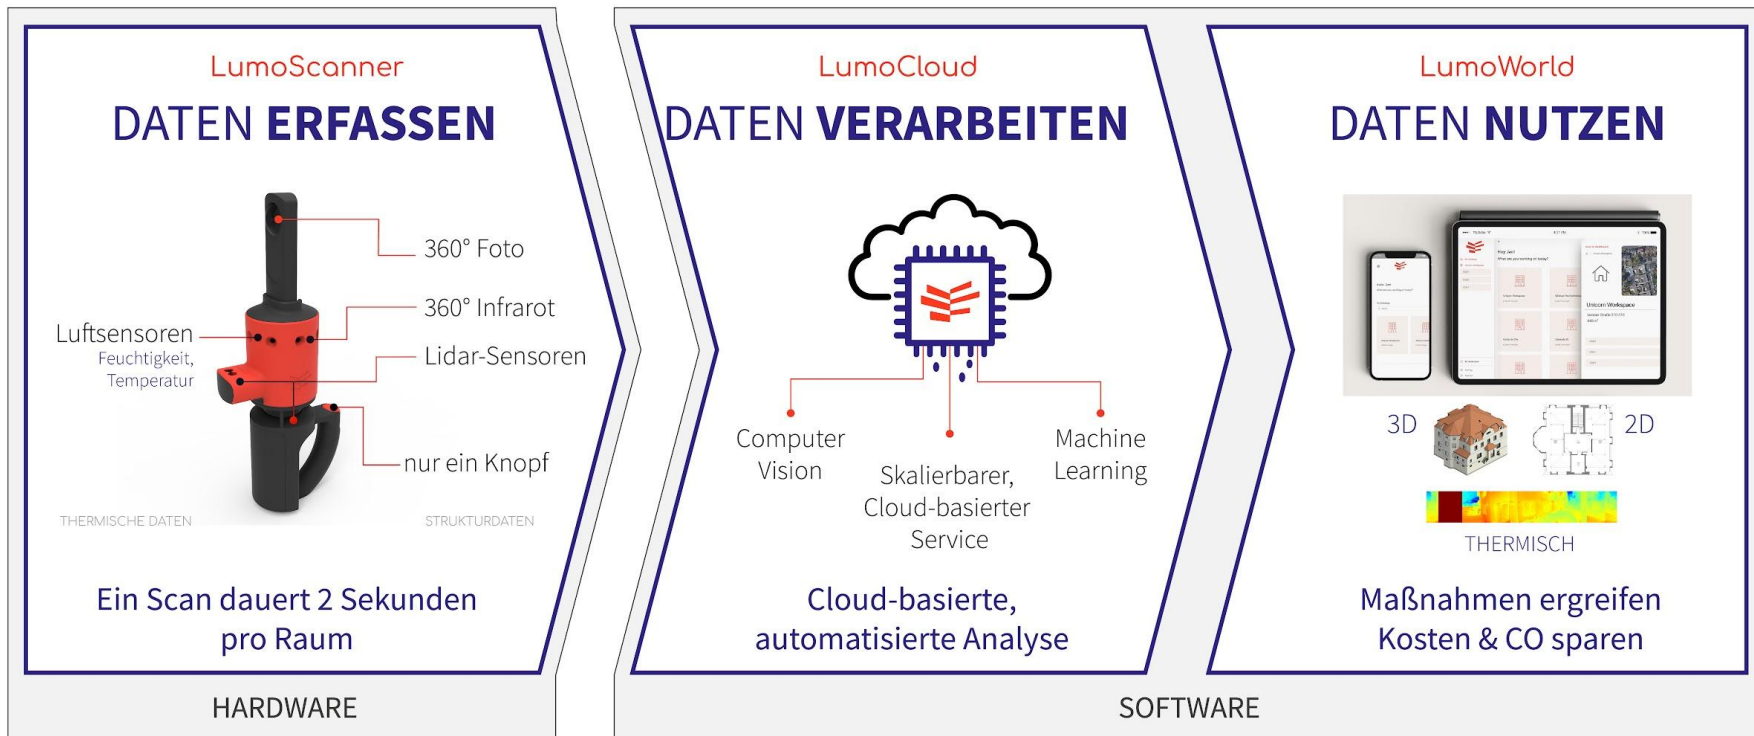 LumoScanner
DATEN ERFASSEN
360° Foto
360° Infrarot
Luftsensoren
Feuchtigkeit,
Temperatur
Lidar-Sensoren
nur ein Knopf
THERMISCHE DATEN
STRUKTURDATEN
Ein Scan dauert 2 Sekunden
pro Raum
HARDWARE
LumoCloud
DATEN VERARBEITEN
Computer
Vision
Skalierbarer,
Cloud-basierter
Service
Machine
Learning
Cloud-basierte,
automatisierte Analyse
LumoWorld
DATEN NUTZEN
Unicorn Workspace
3D
2D
THERMISCH
Maßnahmen ergreifen
Kosten & CO sparen
SOFTWARE